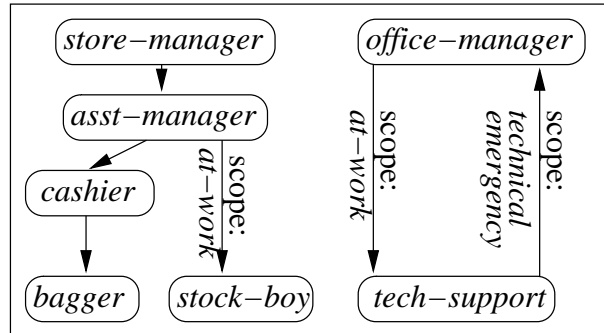 store−manager
office−manager
asst−manager
scope:
at−work
scope:
at−work
scope:
technical
emergency
cashier
bagger
stock−boy
tech−support